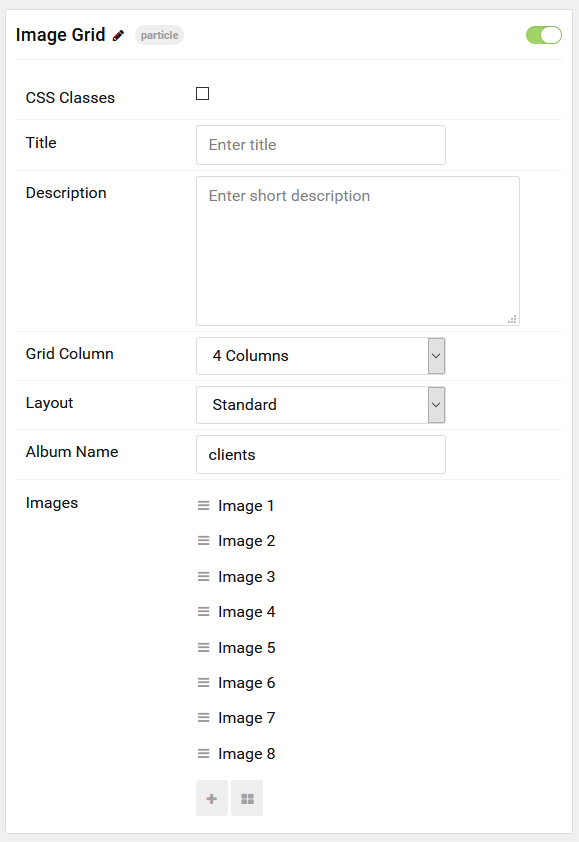 Image Grid particle
CSS Classes
Title Enter title
Description Enter short description
Grid Column 4 Columns
Layout Standard
Album Name clients
Images Image 1
Image 2
Image 3
Image 4
Image 5
Image 6
Image 7
Image 8